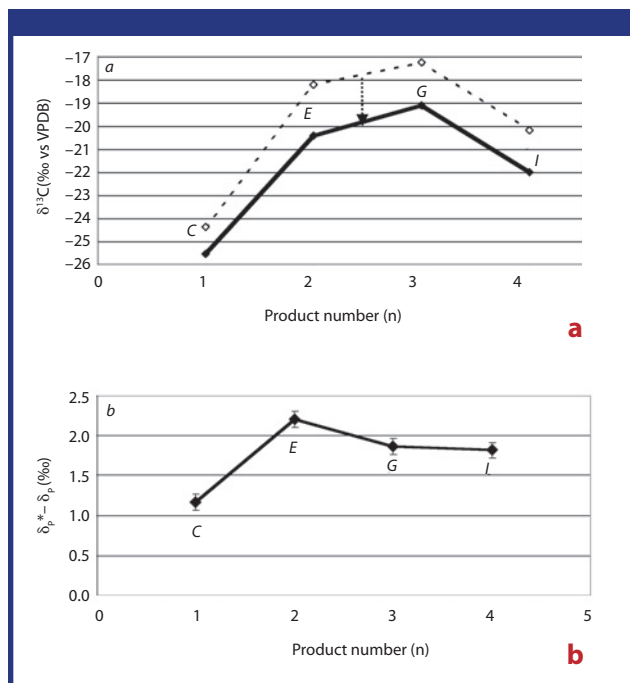 a
−17
−18
−19
−20
−21
−22
−23
−24
−25
−26
δ¹³C(‰ vs VPDB)
C
E
G
I
0 1 2 3 4
Product number (n)
a
b
2.5
2.0
1.5
1.0
0.5
0.0
δₚ*− δₚ (‰)
C
E
G
I
0 1 2 3 4 5
Product number (n)
b